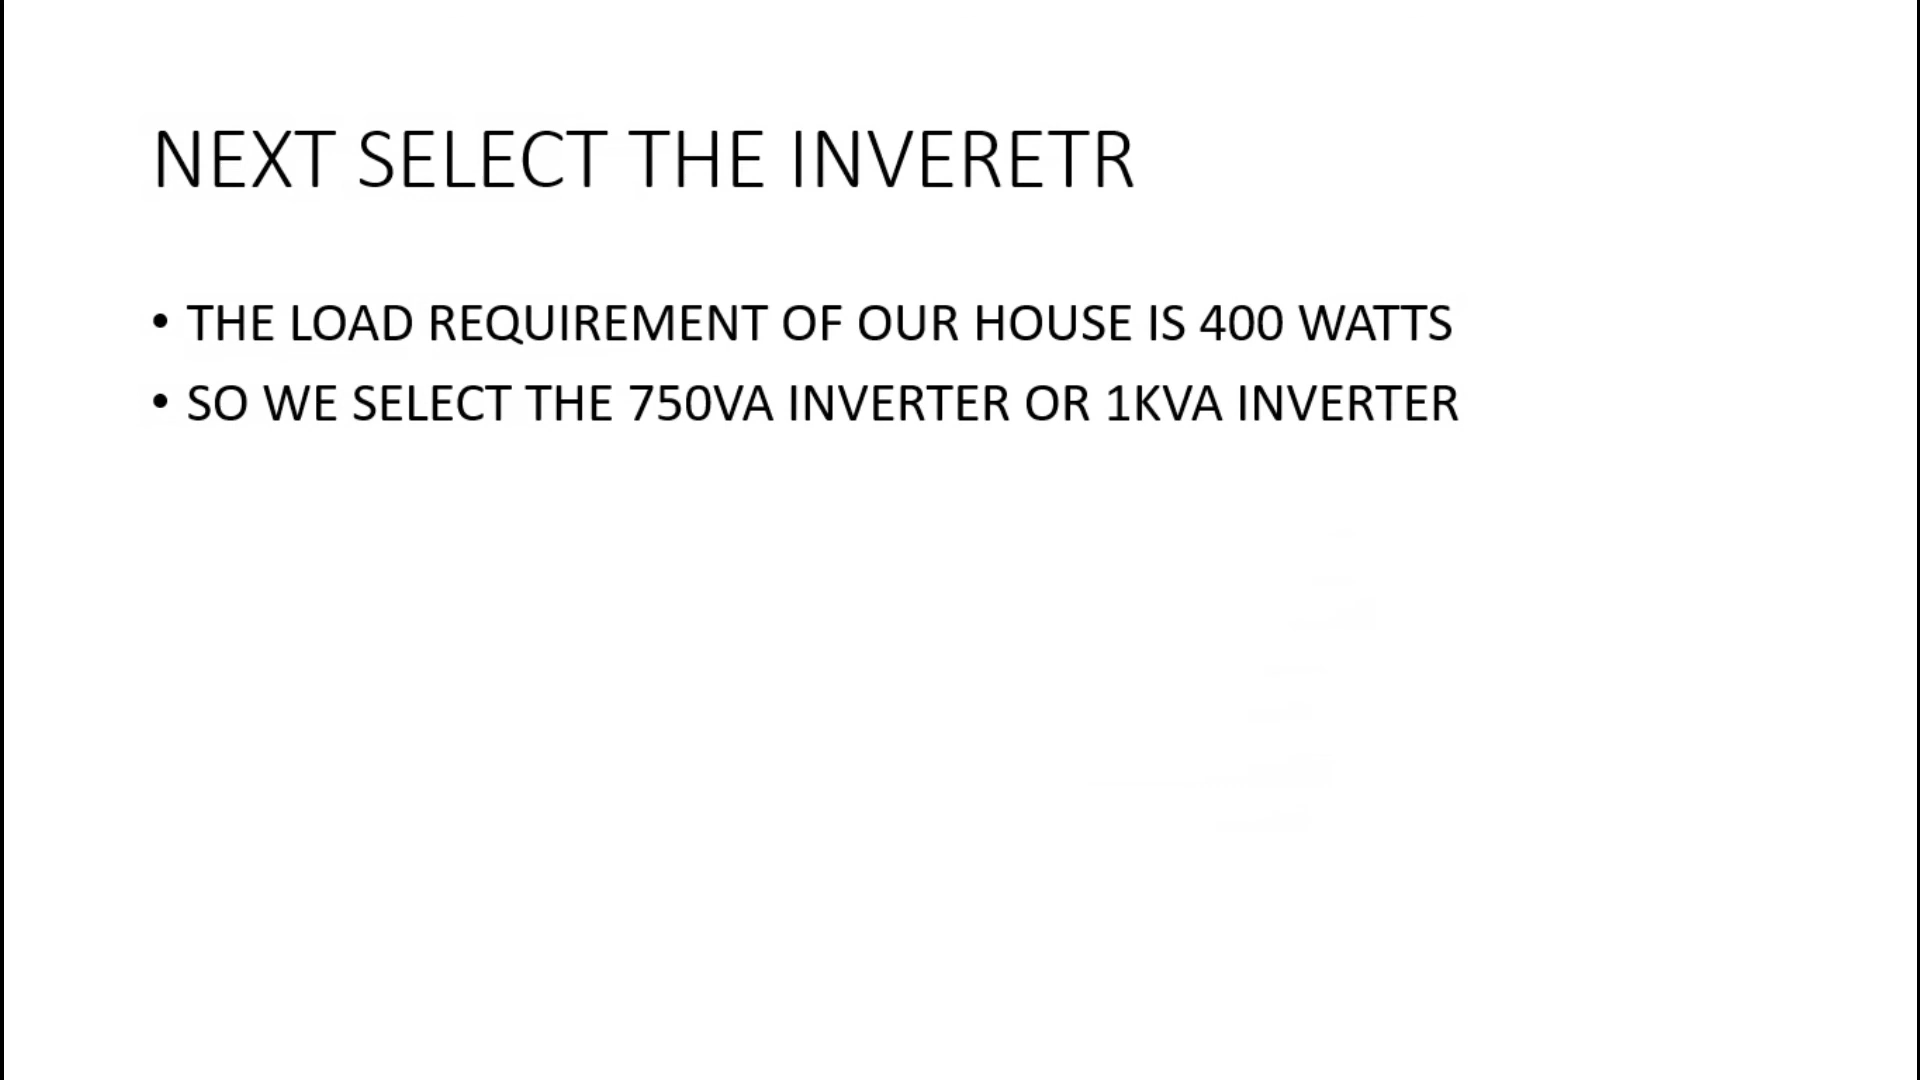 NEXT SELECT THE INVERETR
• THE LOAD REQUIREMENT OF OUR HOUSE IS 400 WATTS
• SO WE SELECT THE 750VA INVERTER OR 1KVA INVERTER